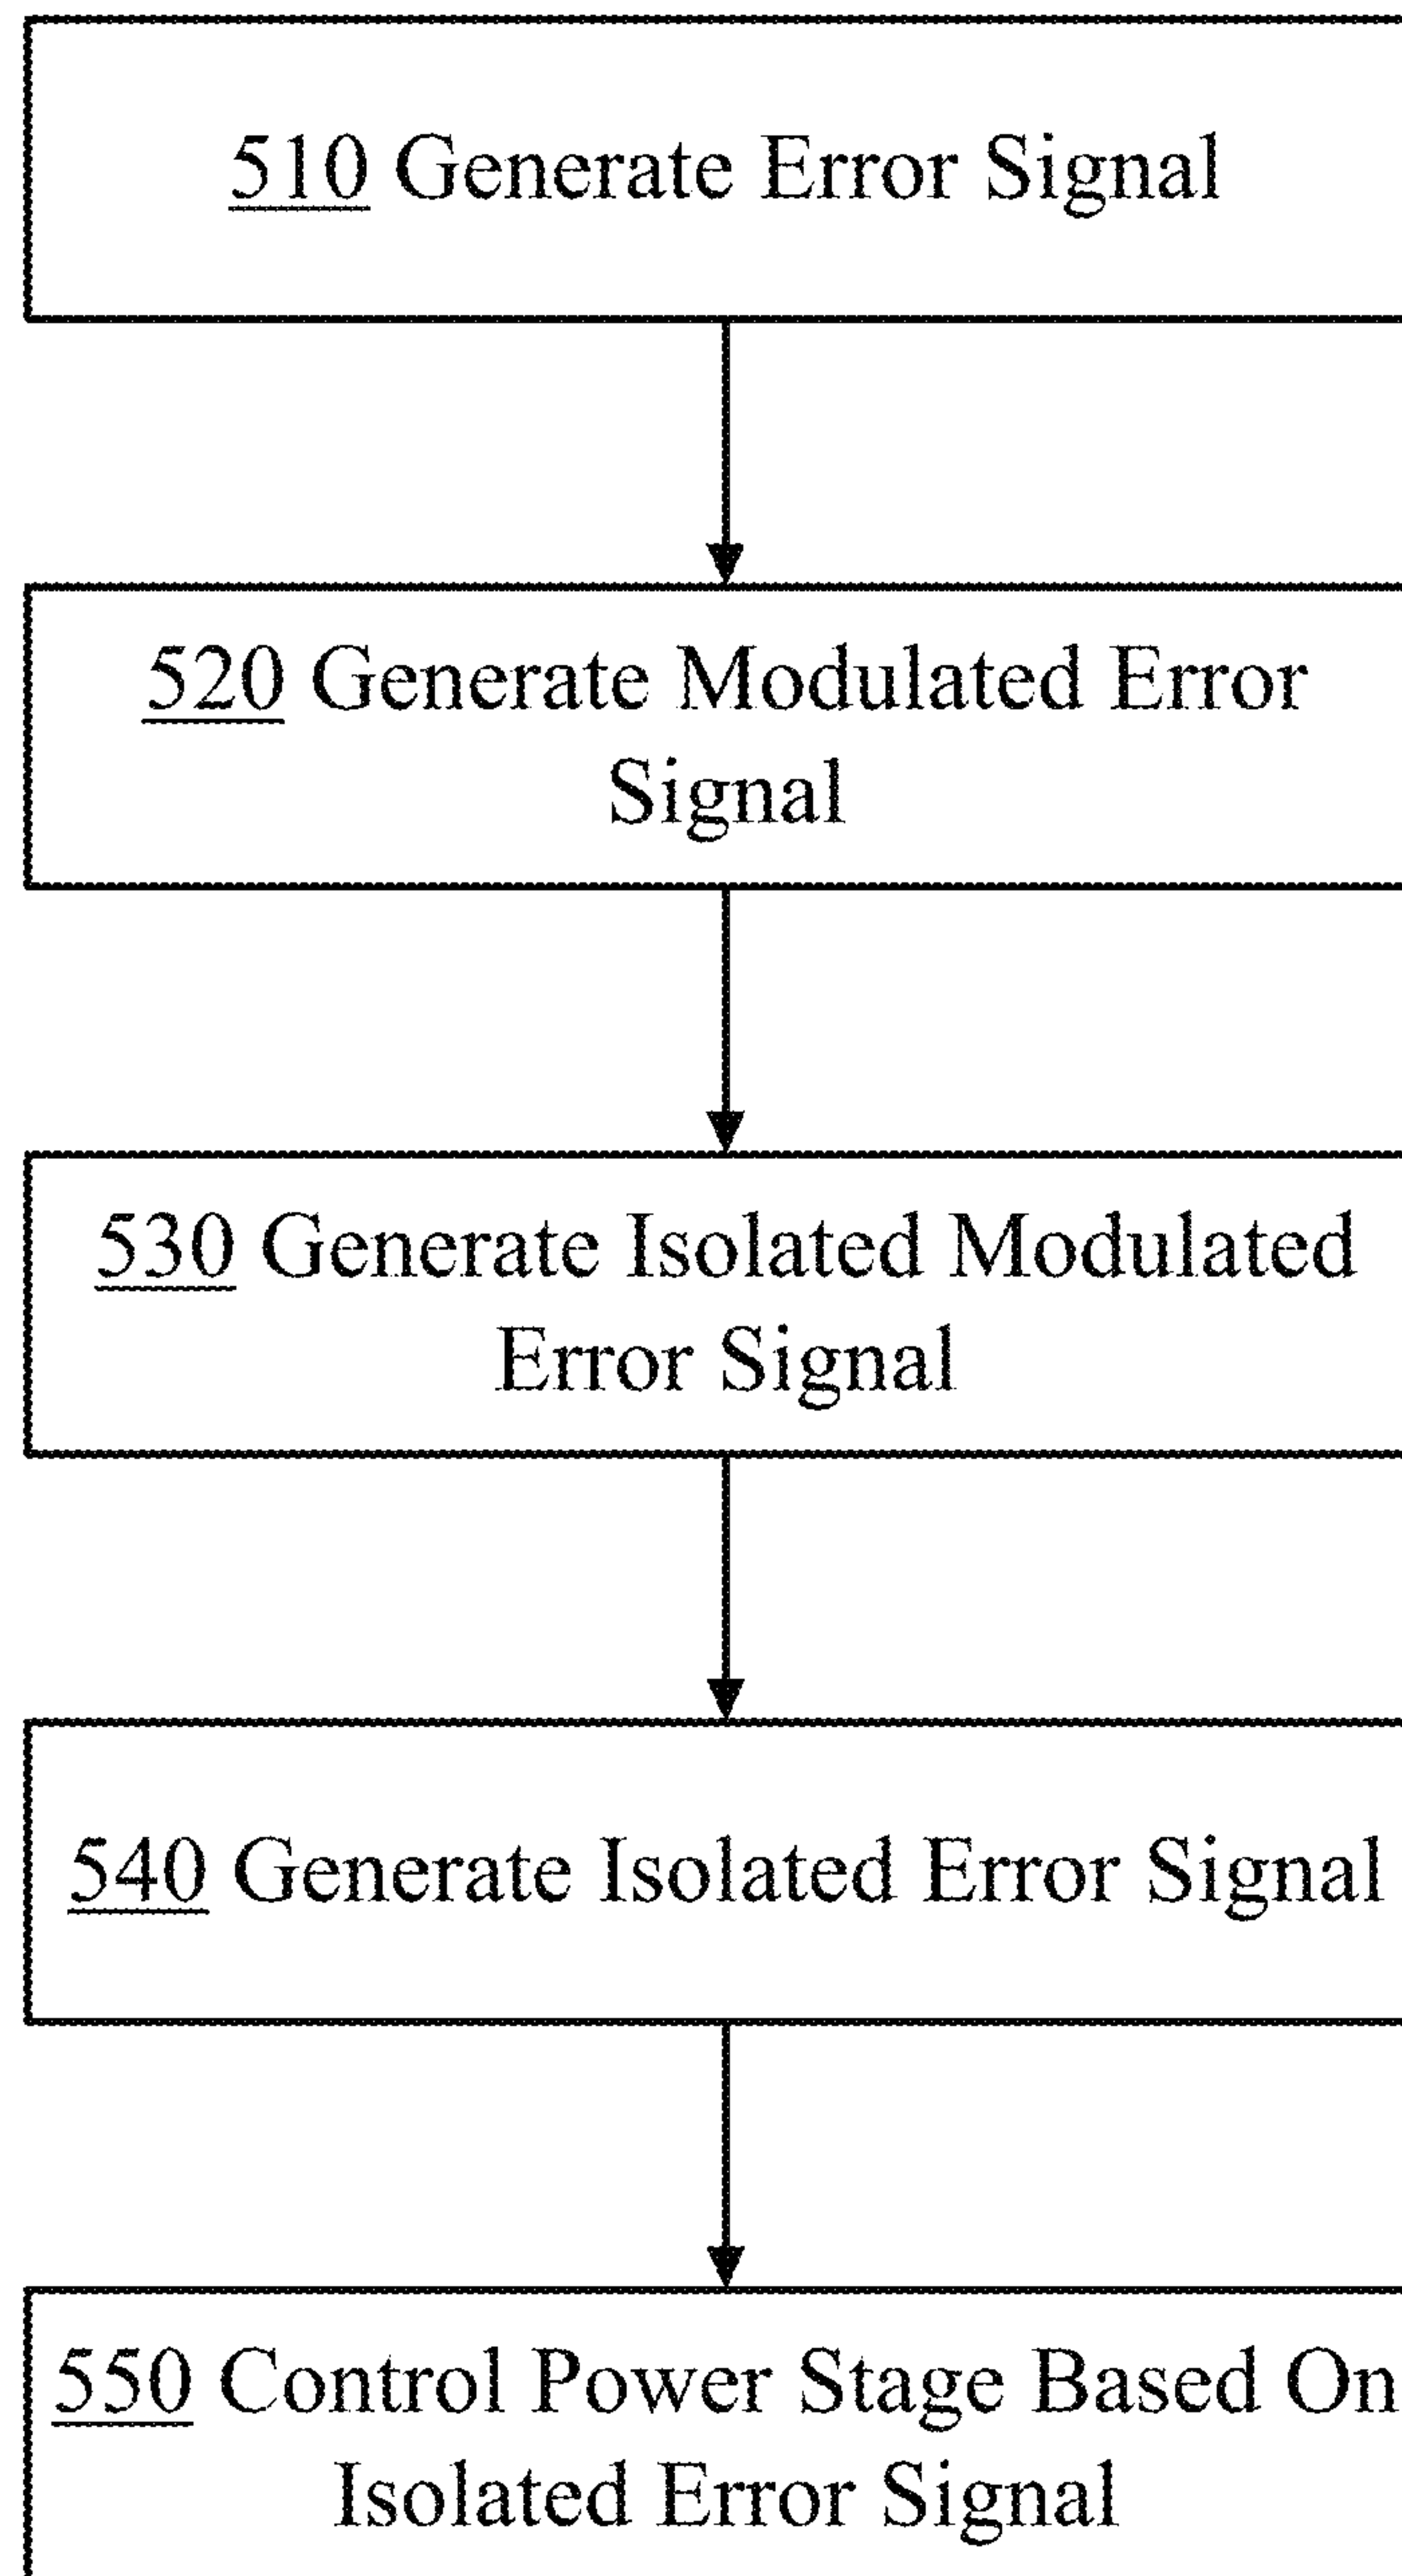 510 Generate Error Signal
520 Generate Modulated Error
Signal
530 Generate Isolated Modulated
Error Signal
540 Generate Isolated Error Signal
550 Control Power Stage Based On
Isolated Error Signal